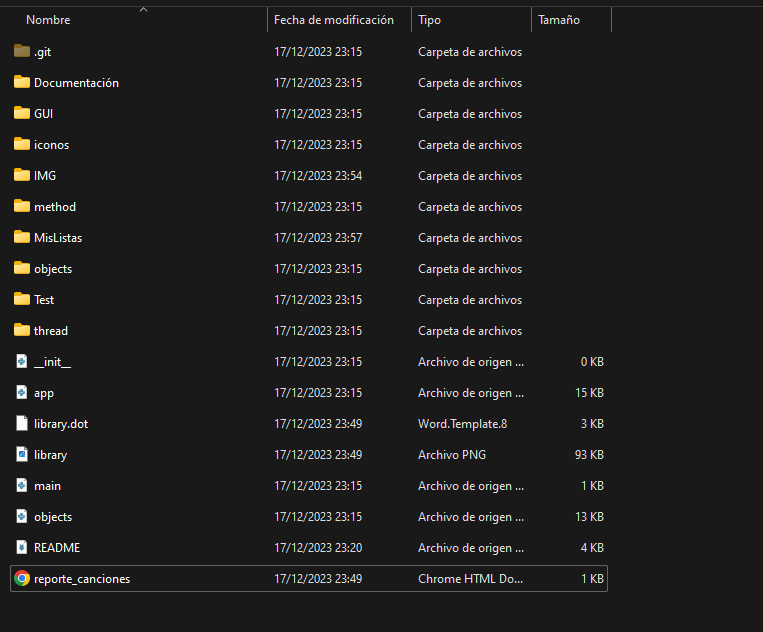 Nombre Fecha de modificación Tipo Tamaño
.git 17/12/2023 23:15 Carpeta de archivos
Documentación 17/12/2023 23:15 Carpeta de archivos
GUI 17/12/2023 23:15 Carpeta de archivos
iconos 17/12/2023 23:15 Carpeta de archivos
IMG 17/12/2023 23:54 Carpeta de archivos
method 17/12/2023 23:15 Carpeta de archivos
MisListas 17/12/2023 23:57 Carpeta de archivos
objects 17/12/2023 23:15 Carpeta de archivos
Test 17/12/2023 23:15 Carpeta de archivos
thread 17/12/2023 23:15 Carpeta de archivos
__init__ 17/12/2023 23:15 Archivo de origen ... 0 KB
app 17/12/2023 23:15 Archivo de origen ... 15 KB
library.dot 17/12/2023 23:49 Word.Template.8 3 KB
library 17/12/2023 23:49 Archivo PNG 93 KB
main 17/12/2023 23:15 Archivo de origen ... 1 KB
objects 17/12/2023 23:15 Archivo de origen ... 13 KB
README 17/12/2023 23:20 Archivo de origen ... 4 KB
reporte_canciones 17/12/2023 23:49 Chrome HTML Do... 1 KB